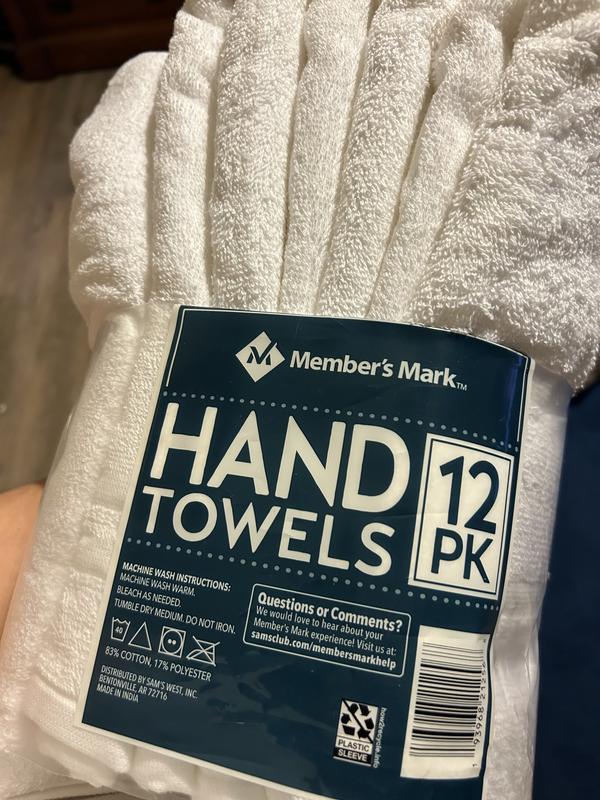 Member's Mark™
HAND
TOWELS
12
PK
MACHINE WASH INSTRUCTIONS:
MACHINE WASH WARM.
BLEACH AS NEEDED.
TUMBLE DRY MEDIUM. DO NOT IRON.
40
83% COTTON, 17% POLYESTER
DISTRIBUTED BY SAM'S WEST, INC.
BENTONVILLE, AR 72716
MADE IN INDIA
Questions or Comments?
We would love to hear about your
Member's Mark experience! Visit us at:
samsclub.com/membersmarkhelp
PLASTIC
SLEEVE
how2recycle.info